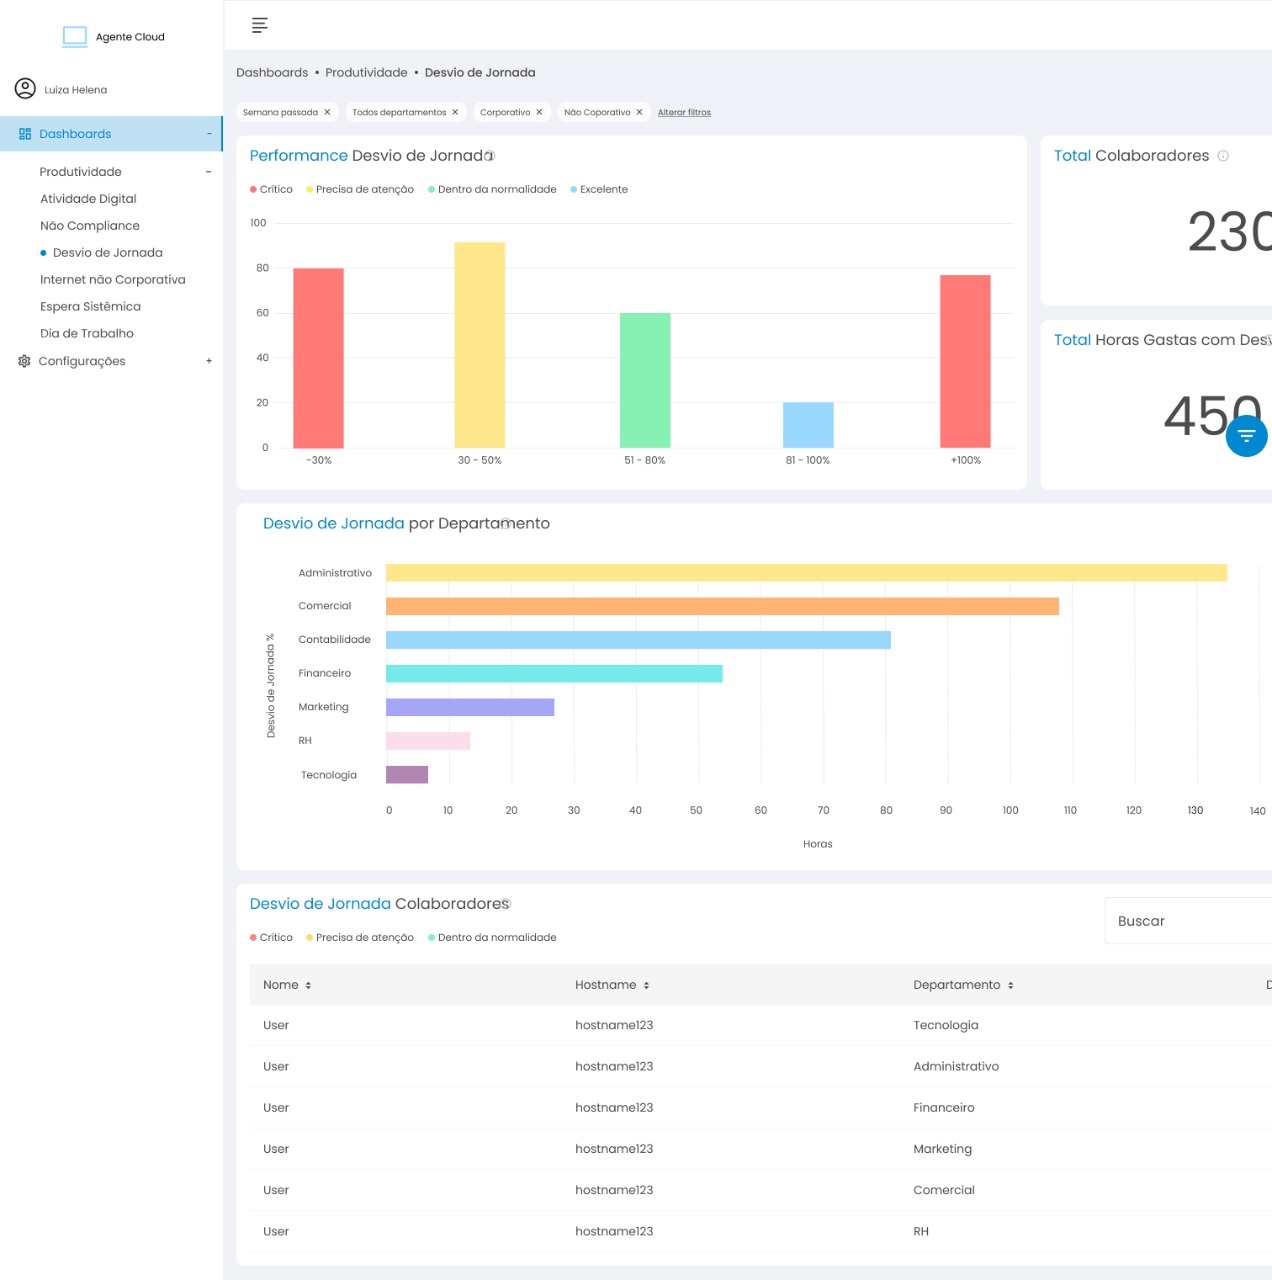 Agente Cloud
Luiza Helena
Dashboards -
Produtividade -
Atividade Digital
Não Compliance
Desvio de Jornada
Internet não Corporativa
Espera Sistêmica
Dia de Trabalho
Configurações +
Dashboards • Produtividade • Desvio de Jornada
Semana passada × Todos departamentos × Corporativo × Não Coporativo × Alterar filtros
Performance Desvio de Jornada
Crítico Precisa de atenção Dentro da normalidade Excelente
100
80
60
40
20
0
-30% 30 - 50% 51 - 80% 81 - 100% +100%
Total Colaboradores
230
Total Horas Gastas com
450
Desvio de Jornada por Departamento
Desvio de Jornada %
Administrativo
Comercial
Contabilidade
Financeiro
Marketing
RH
Tecnologia
0 10 20 30 40 50 60 70 80 90 100 110 120 130 140
Horas
Desvio de Jornada Colaboradores
Crítico Precisa de atenção Dentro da normalidade
Buscar
Nome Hostname Departamento
User hostname123 Tecnologia
User hostname123 Administrativo
User hostname123 Financeiro
User hostname123 Marketing
User hostname123 Comercial
User hostname123 RH